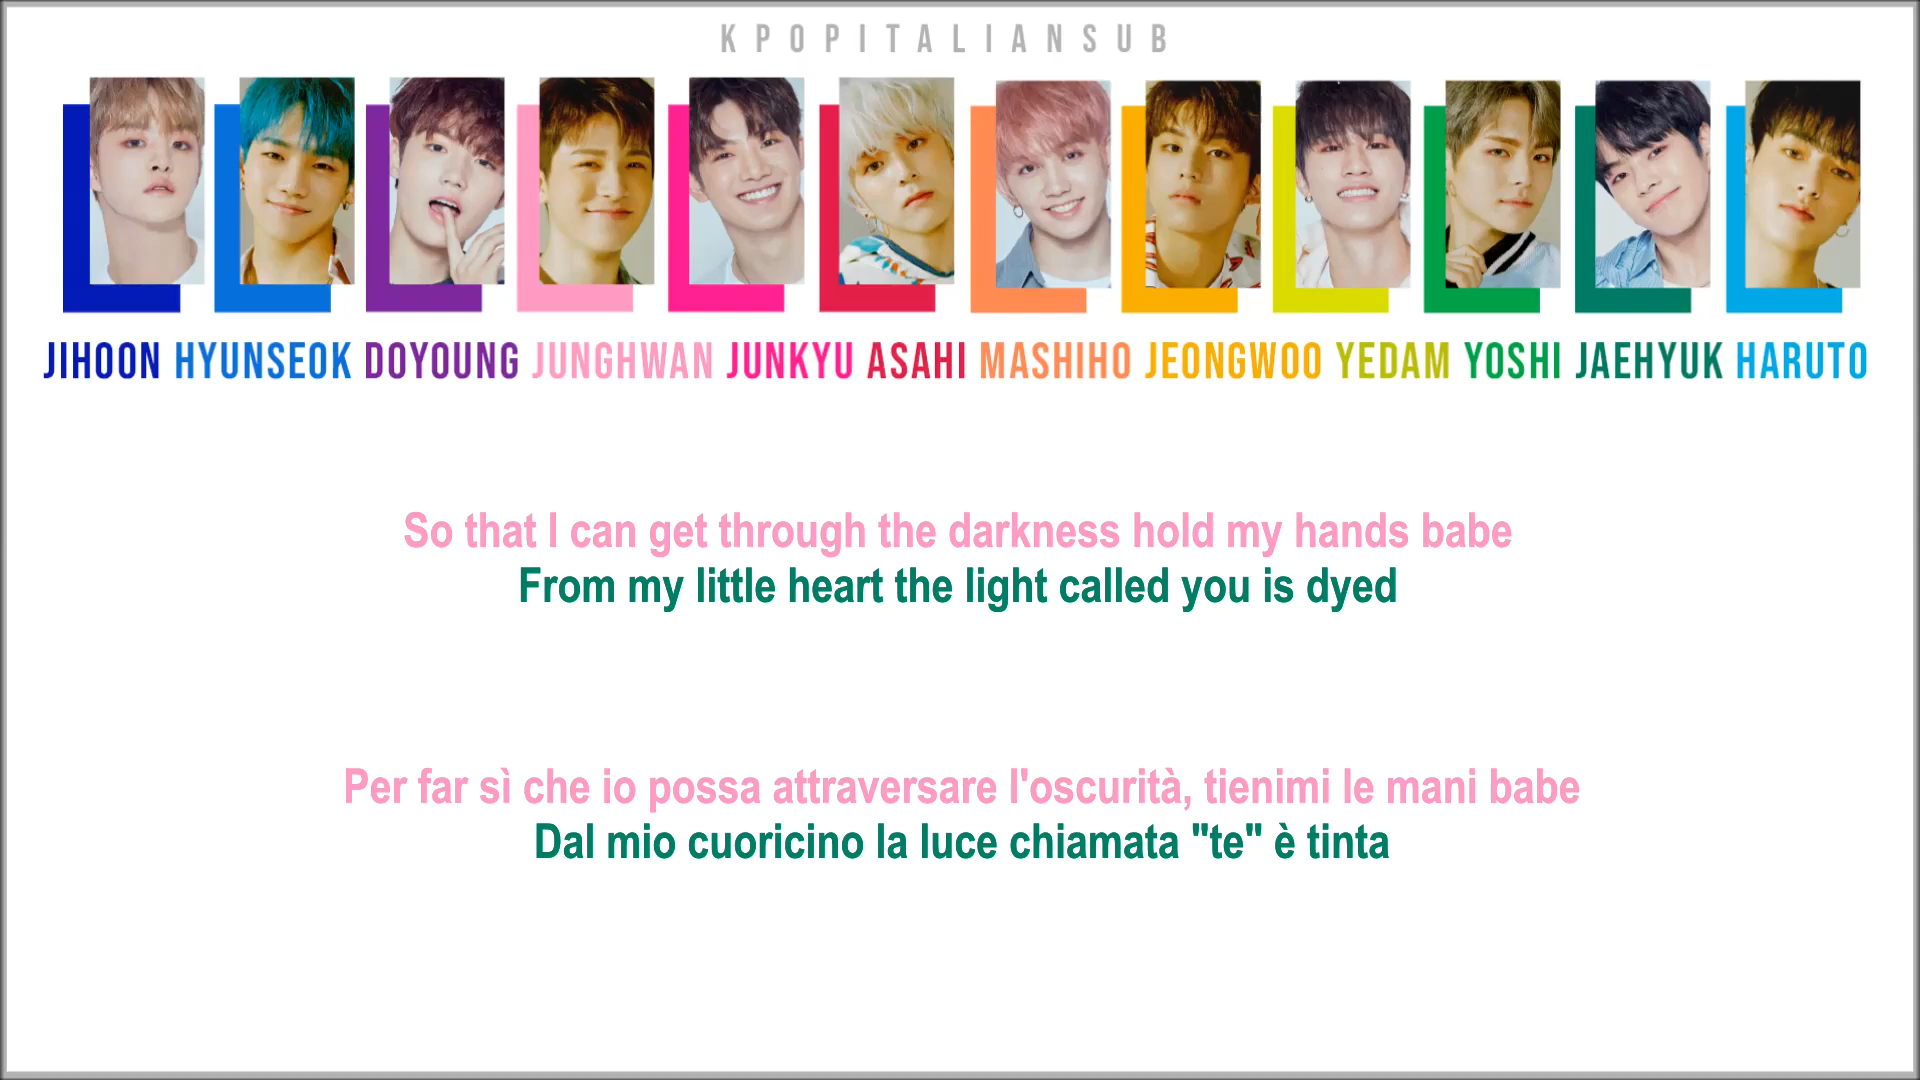 KPOPITALIANSUB
JIHOON HYUNSEOK DOYOUNG JUNGHWAN JUNKYU ASAHI MASHIHO JEONGWOO YEDAM YOSHI JAEHYUK HARUTO
So that I can get through the darkness hold my hands babe
From my little heart the light called you is dyed
Per far sì che io possa attraversare l'oscurità, tienimi le mani babe
Dal mio cuoricino la luce chiamata "te" è tinta